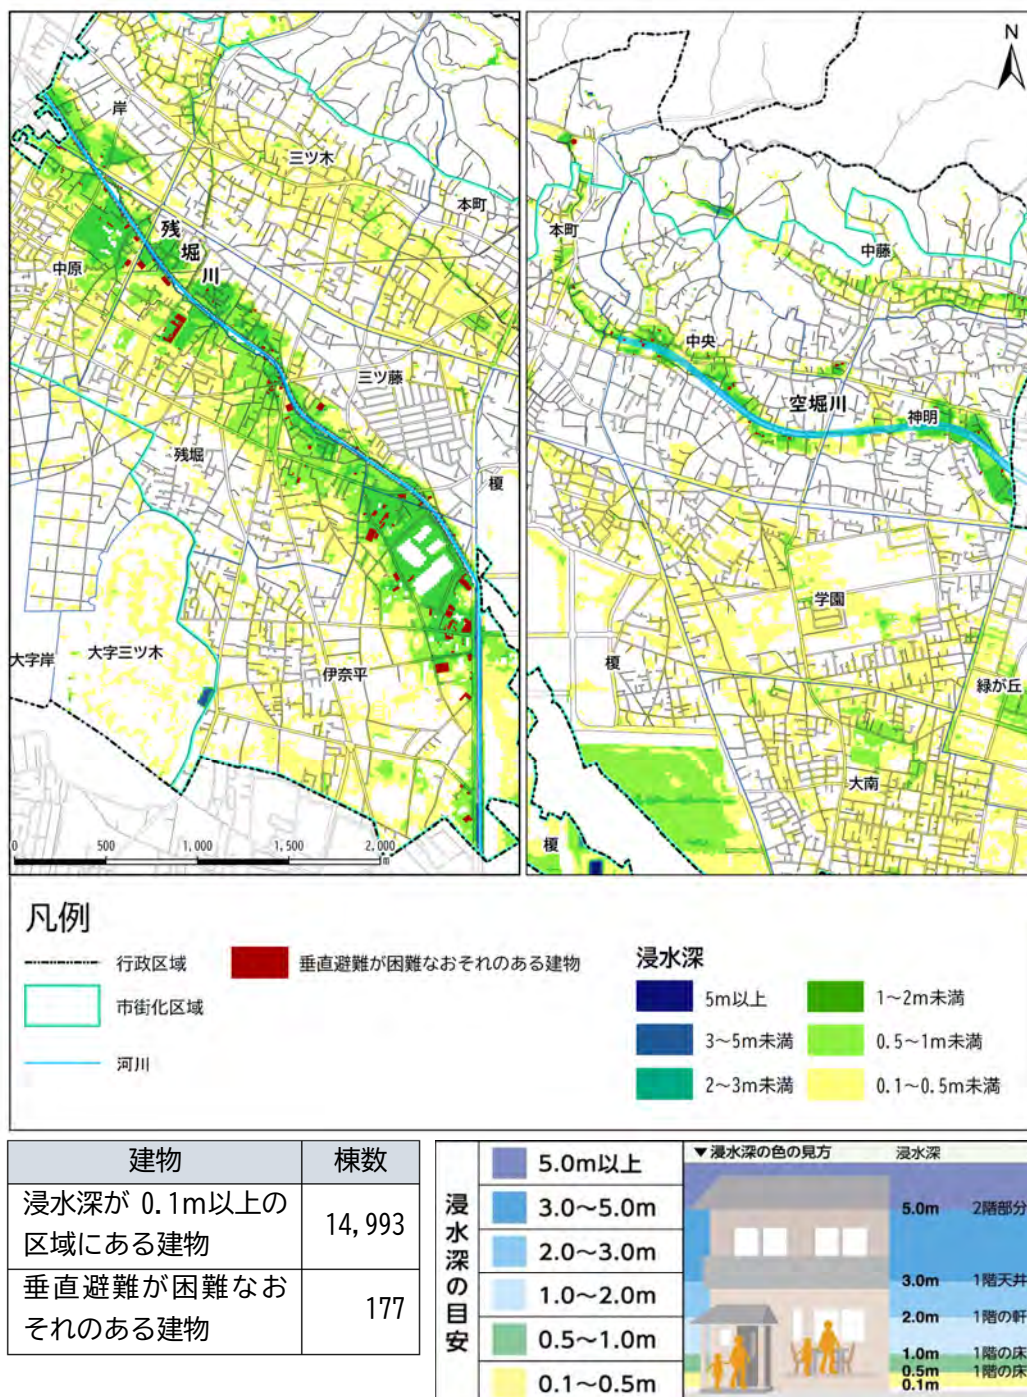 岸
三ツ木
本町
残堀川
中原
三ツ藤
残堀
榎
大字三ツ木
大字岸
伊奈平
0 500 1,000 1,500 2,000
m
N
本町
中藤
中央
空堀川
神明
学園
榎
緑が丘
大南
榎
凡例
行政区域
垂直避難が困難なおそれのある建物
市街化区域
河川
浸水深
5m以上
1～2m未満
3～5m未満
0.5～1m未満
2～3m未満
0.1～0.5m未満
建物 棟数
浸水深が 0.1m以上の
区域にある建物
14,993
垂直避難が困難なお
それのある建物
177
浸水深の目安
5.0m以上
3.0～5.0m
2.0～3.0m
1.0～2.0m
0.5～1.0m
0.1～0.5m
▼浸水深の色の見方 浸水深
5.0m 2階部分
3.0m 1階天井
2.0m 1階の軒
1.0m 1階の床
0.5m 1階の床
0.1m